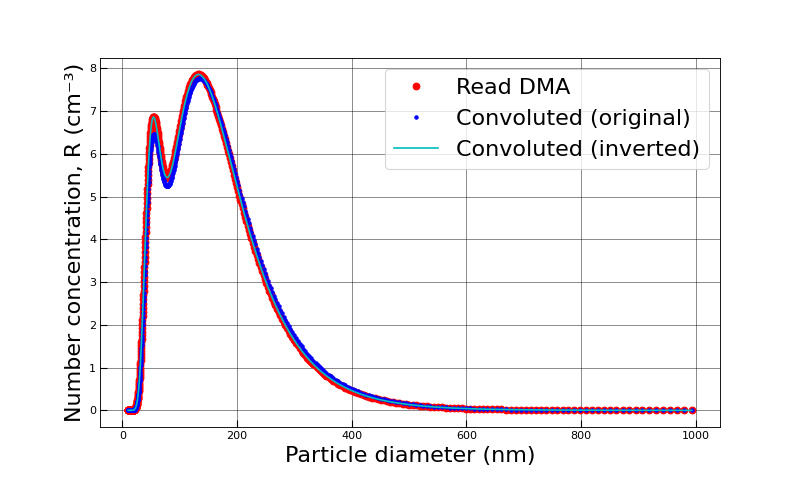 8
7
6
5
4
3
2
1
0
Number concentration, R (cm⁻³)
Read DMA
Convoluted (original)
Convoluted (inverted)
0 200 400 600 800 1000
Particle diameter (nm)